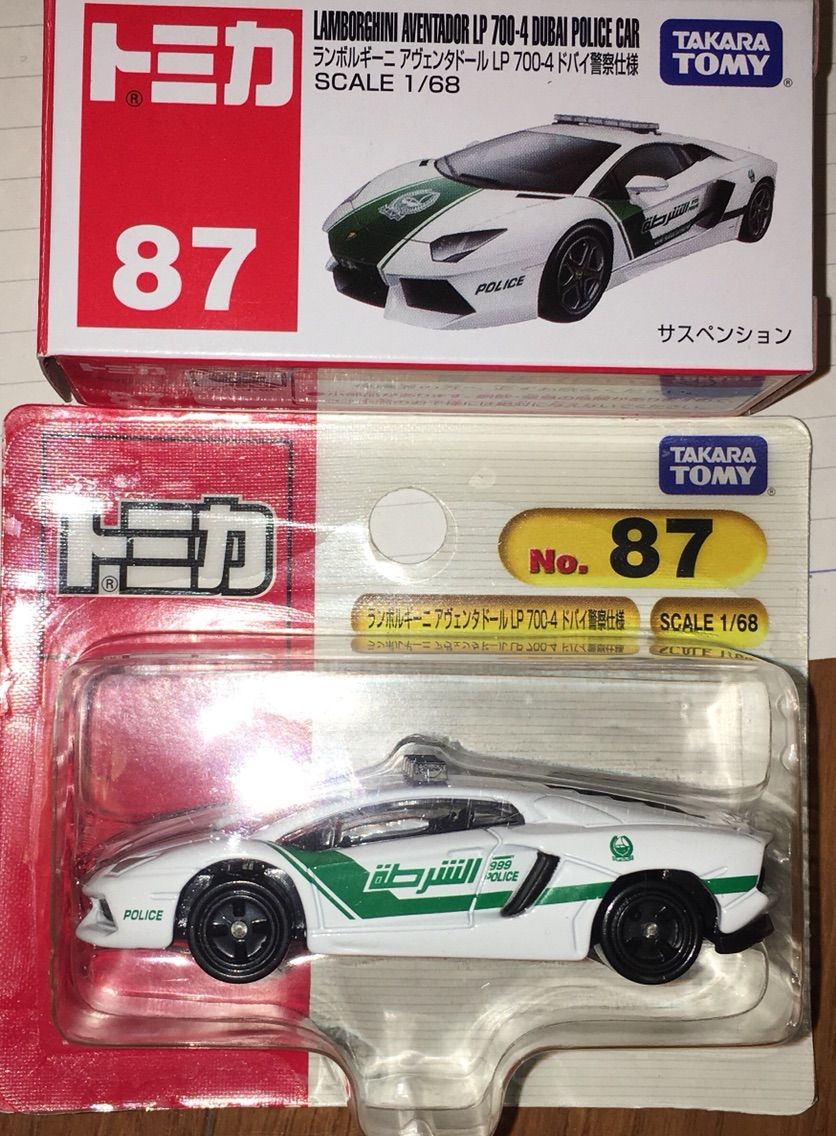 トミカ®
LAMBORGHINI AVENTADOR LP 700-4 DUBAI POLICE CAR
ランボルギーニ アヴェンタドール LP 700-4 ドバイ警察仕様
SCALE 1/68
TAKARA
TOMY®
87
الشرطة
POLICE
サスペンション
87
TAKARA
TOMY®
トミカ®
No. 87
ランボルギーニ アヴェンタドール LP 700-4 ドバイ警察仕様
SCALE 1/68
الشرطة
999
POLICE
POLICE